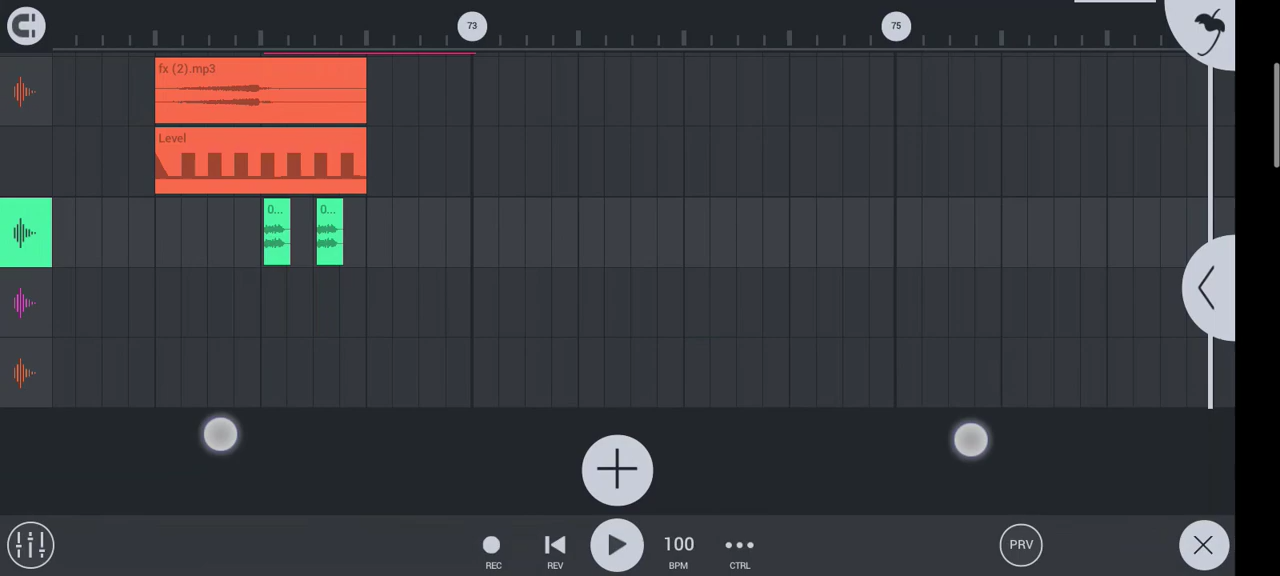 73
75
fx (2).mp3
Level
0...
0...
100
PRV
REC
REV
BPM
CTRL